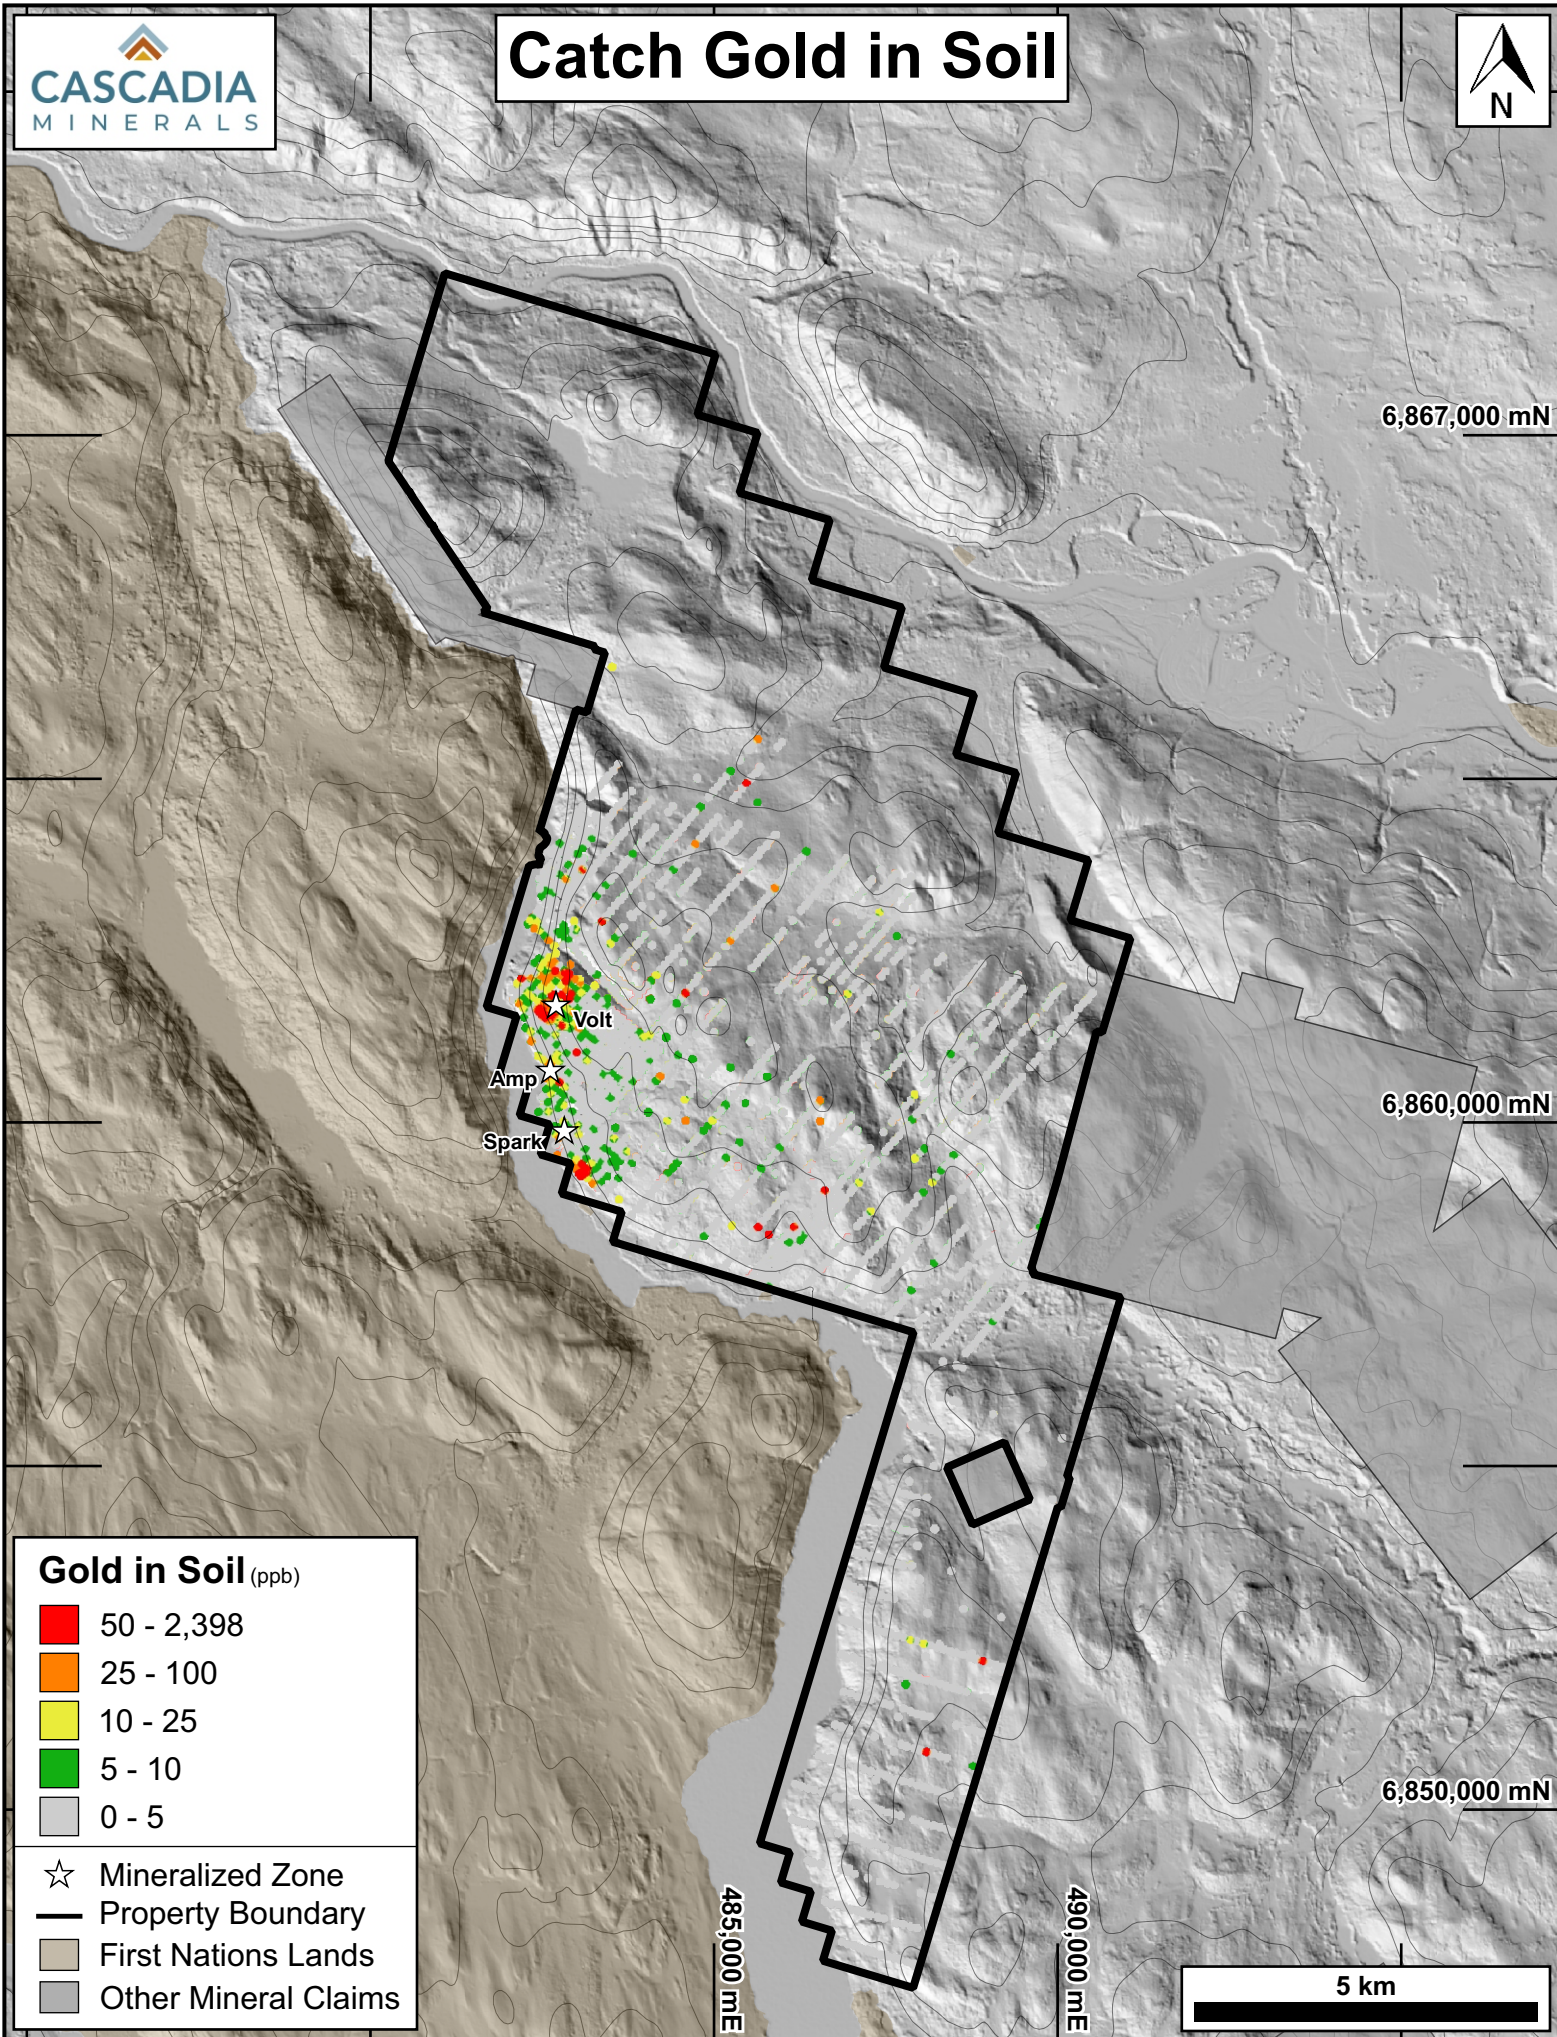 CASCADIA
MINERALS
Catch Gold in Soil
N
6,867,000 mN
Volt
Amp
6,860,000 mN
Spark
Gold in Soil (ppb)
50 - 2,398
25 - 100
10 - 25
5 - 10
0 - 5
Mineralized Zone
Property Boundary
First Nations Lands
Other Mineral Claims
6,850,000 mN
485,000 mE
490,000 mE
5 km